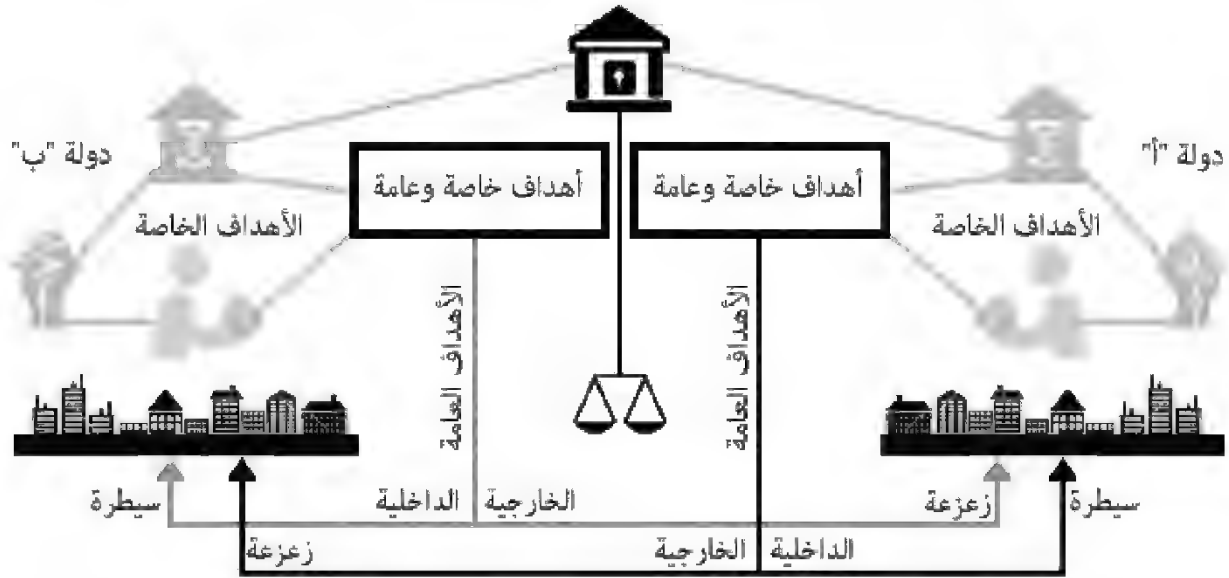 دولة "أ"
دولة "ب"
أهداف خاصة وعامة
أهداف خاصة وعامة
الأهداف الخاصة
الأهداف الخاصة
الأهداف العامة
الأهداف العامة
سيطرة
زعزعة
الخارجية
الداخلية
سيطرة
الداخلية
الخارجية
زعزعة